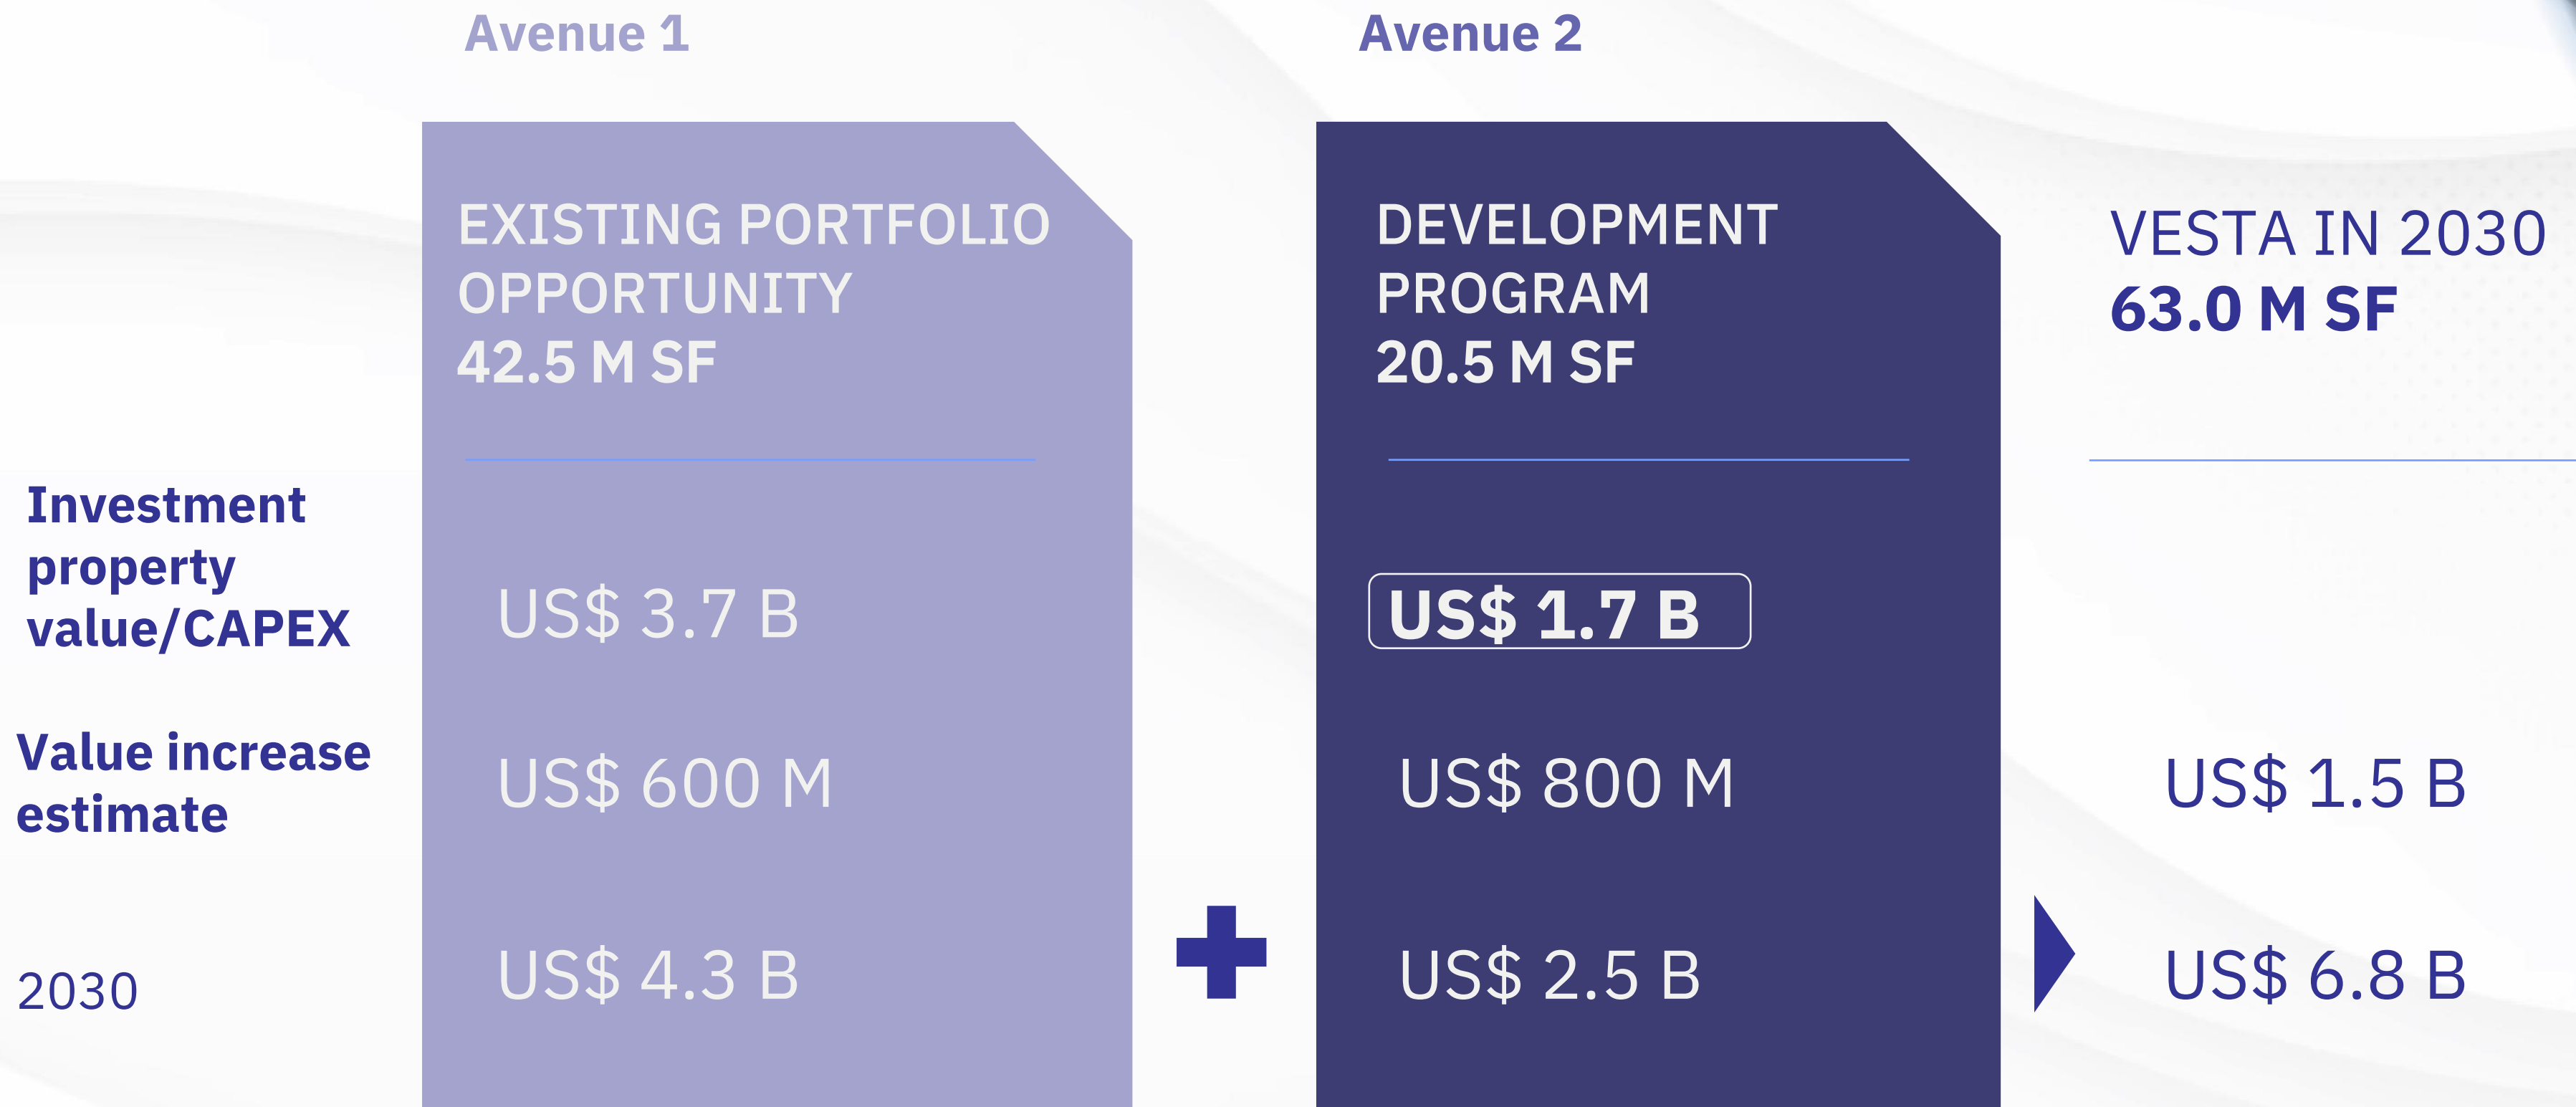 Avenue 1
Avenue 2
EXISTING PORTFOLIO
OPPORTUNITY
42.5 M SF
DEVELOPMENT
PROGRAM
20.5 M SF
VESTA IN 2030
63.0 M SF
Investment
property
value/CAPEX
US$ 3.7 B
US$ 1.7 B
Value increase
estimate
US$ 600 M
US$ 800 M
US$ 1.5 B
2030
US$ 4.3 B
US$ 2.5 B
US$ 6.8 B